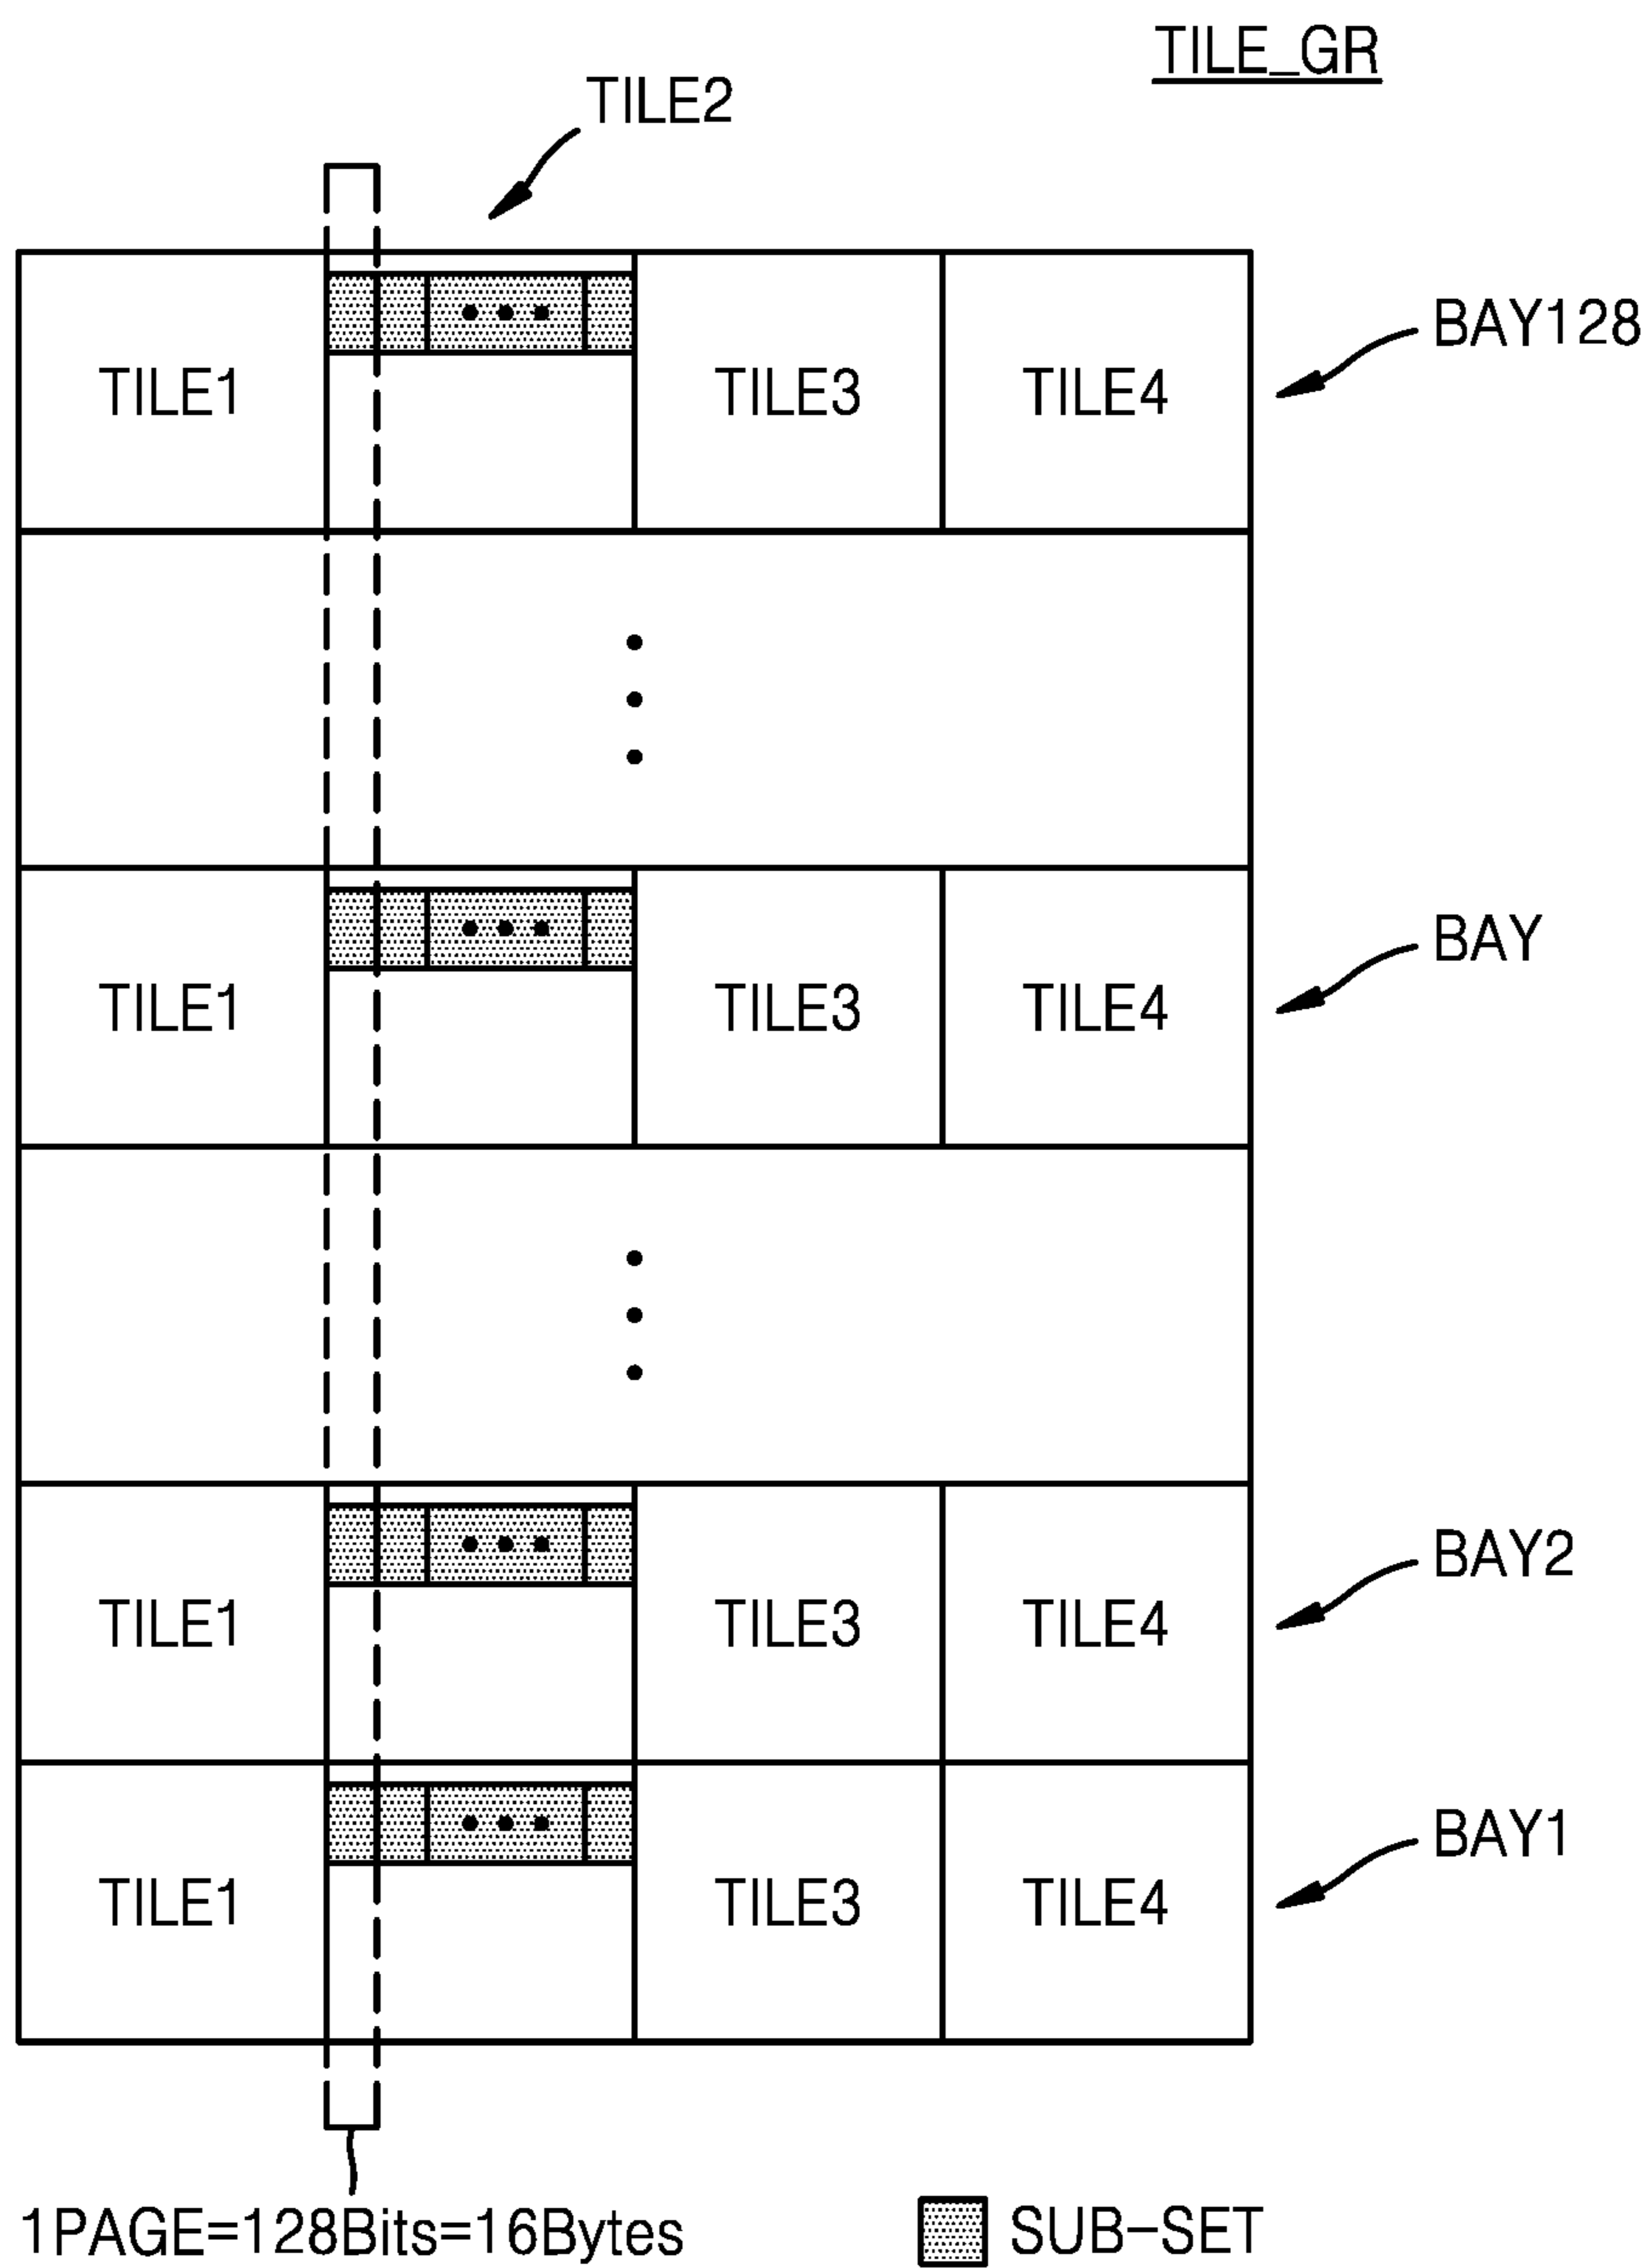 TILE_GR
TILE2
BAY128
TILE1 TILE3 TILE4
BAY
TILE1 TILE3 TILE4
BAY2
TILE1 TILE3 TILE4
BAY1
TILE1 TILE3 TILE4
1PAGE=128Bits=16Bytes SUB-SET